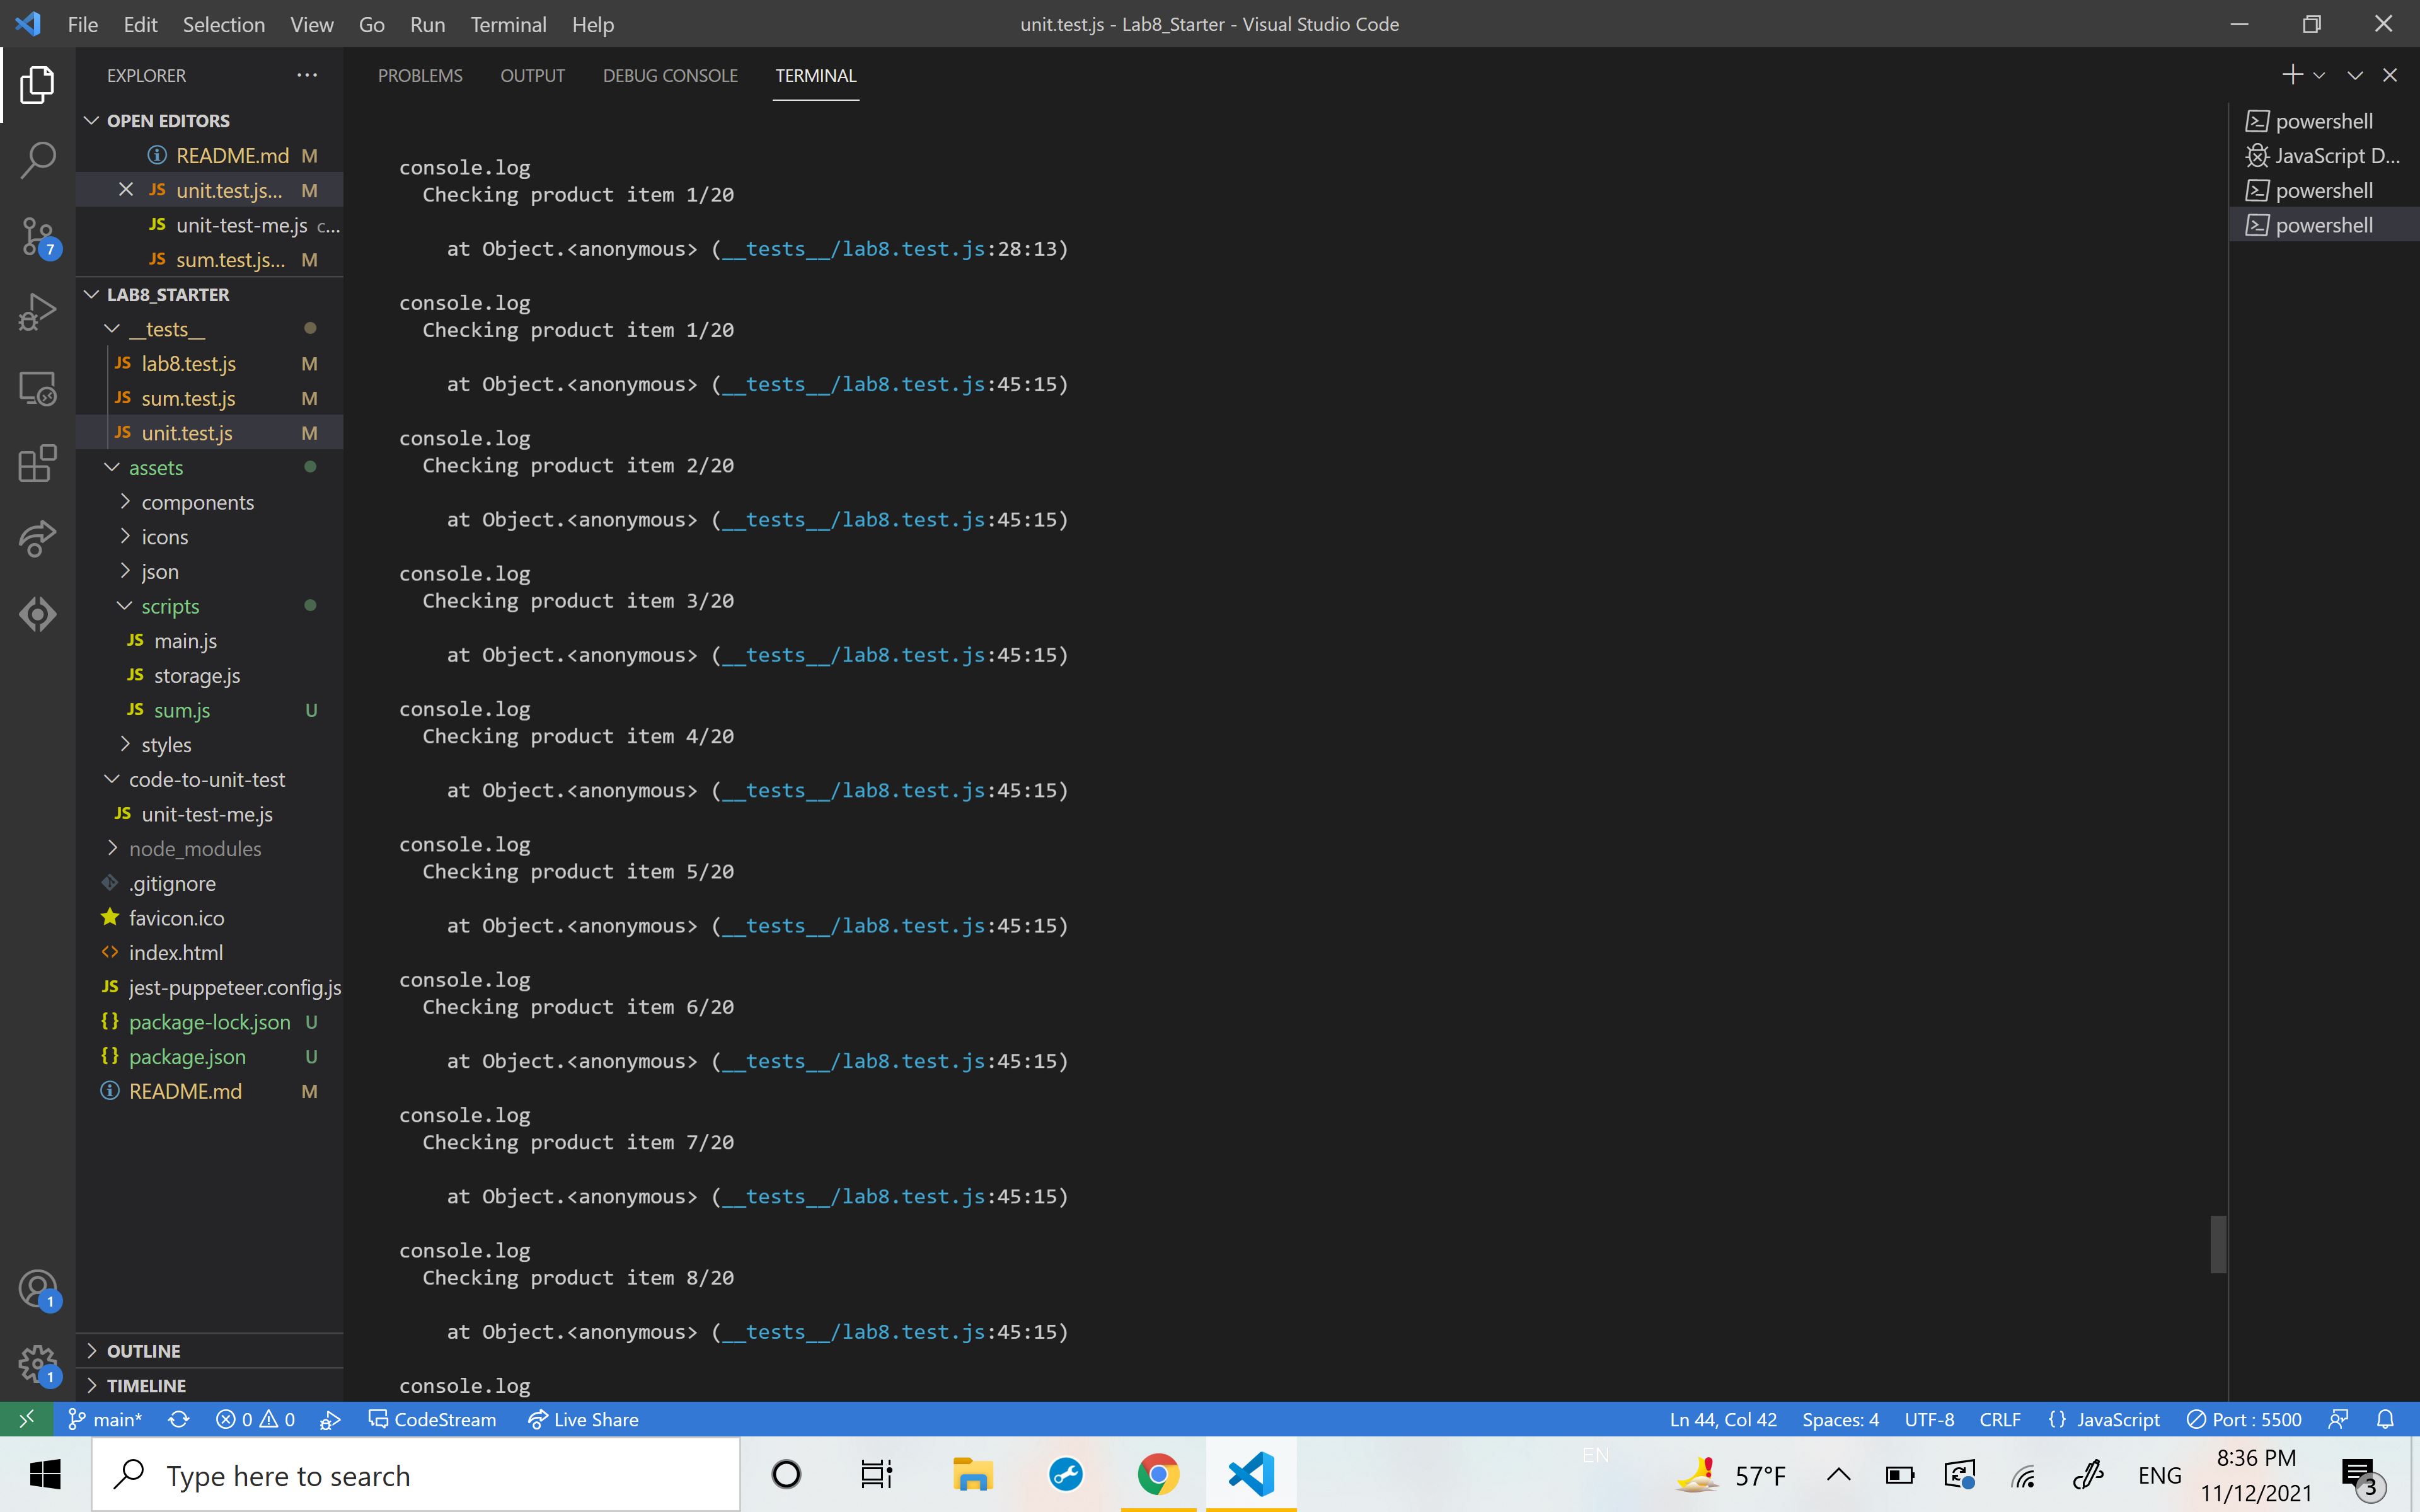 File Edit Selection View Go Run Terminal Help
unit.test.js - Lab8_Starter - Visual Studio Code
EXPLORER
OPEN EDITORS
README.md M
unit.test.js... M
unit-test-me.js c...
sum.test.js... M
LAB8_STARTER
__tests__
lab8.test.js M
sum.test.js M
unit.test.js M
assets
components
icons
json
scripts
main.js
storage.js
sum.js U
styles
code-to-unit-test
unit-test-me.js
node_modules
.gitignore
favicon.ico
index.html
jest-puppeteer.config.js
package-lock.json U
package.json U
README.md M
OUTLINE
TIMELINE
7
1
1
PROBLEMS OUTPUT DEBUG CONSOLE TERMINAL
console.log
Checking product item 1/20
at Object.<anonymous> (__tests__/lab8.test.js:28:13)
console.log
Checking product item 1/20
at Object.<anonymous> (__tests__/lab8.test.js:45:15)
console.log
Checking product item 2/20
at Object.<anonymous> (__tests__/lab8.test.js:45:15)
console.log
Checking product item 3/20
at Object.<anonymous> (__tests__/lab8.test.js:45:15)
console.log
Checking product item 4/20
at Object.<anonymous> (__tests__/lab8.test.js:45:15)
console.log
Checking product item 5/20
at Object.<anonymous> (__tests__/lab8.test.js:45:15)
console.log
Checking product item 6/20
at Object.<anonymous> (__tests__/lab8.test.js:45:15)
console.log
Checking product item 7/20
at Object.<anonymous> (__tests__/lab8.test.js:45:15)
console.log
Checking product item 8/20
at Object.<anonymous> (__tests__/lab8.test.js:45:15)
console.log
powershell
JavaScript D...
powershell
powershell
main* 0 0 CodeStream Live Share
Ln 44, Col 42 Spaces: 4 UTF-8 CRLF JavaScript Port : 5500
Type here to search
EN
57°F
ENG
8:36 PM
11/12/2021
3